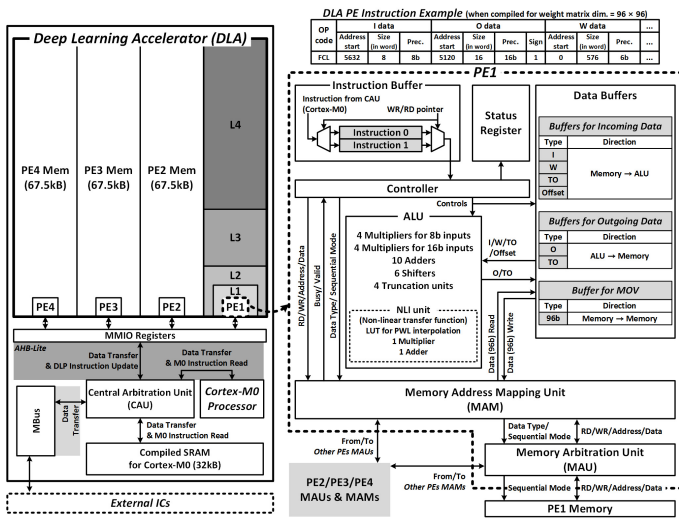 DLA PE Instruction Example (when compiled for weight matrix dim. = 96 × 96)
OP code
I data
O data
W data
...
Address start
Size (in word)
Prec.
Address start
Size (in word)
Prec.
Sign
Address start
Size (in word)
Prec.
...
FCL 5632 8 8b 5120 16 16b 1 0 576 6b ...
Deep Learning Accelerator (DLA)
PE4 Mem
(67.5kB)
PE3 Mem
(67.5kB)
PE2 Mem
(67.5kB)
L4
L3
L2
L1
PE4
PE3
PE2
PE1
MMIO Registers
AHB-Lite
Data Transfer
& DLP Instruction Update
Data Transfer
& M0 Instruction Read
Central Arbitration Unit
(CAU)
Cortex-M0
Processor
MBus
Data
Transfer
Data Transfer
& M0 Instruction Read
Compiled SRAM
for Cortex-M0 (32kB)
External ICs
PE1
Instruction Buffer
Instruction from CAU
(Cortex-M0)
WR/RD pointer
Instruction 0
Instruction 1
Status
Register
Controller
Controls
RD/WR/Address/Data
Busy/ Valid
Data Type/ Sequential Mode
ALU
4 Multipliers for 8b inputs
4 Multipliers for 16b inputs
10 Adders
6 Shifters
4 Truncation units
NLI unit
(Non-linear transfer function)
LUT for PWL interpolation
1 Multiplier
1 Adder
I/W/TO
/Offset
O/TO
Data (96b) Read
Data (96b) Write
Data Buffers
Buffers for Incoming Data
Type Direction
I
W
TO
Offset
Memory → ALU
Buffers for Outgoing Data
Type Direction
O
TO
ALU → Memory
Buffer for MOV
Type Direction
96b Memory → Memory
Memory Address Mapping Unit
(MAM)
From/To
Other PEs MAUs
Data Type/
Sequential Mode
RD/WR/Address/Data
Memory Arbitration Unit
(MAU)
PE2/PE3/PE4
MAUs & MAMs
From/To
Other PEs MAMs
Sequential Mode
RD/WR/Address/Data
PE1 Memory